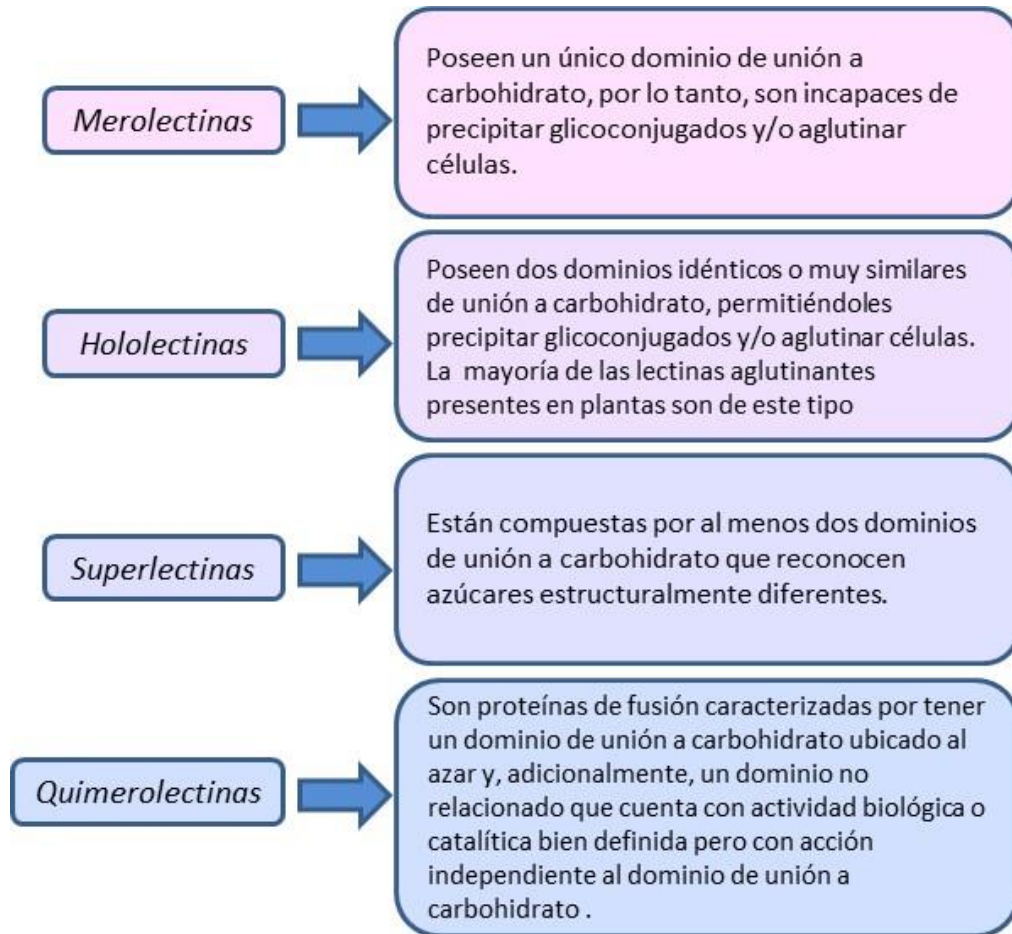 Merolectinas
Poseen un único dominio de unión a
carbohidrato, por lo tanto, son incapaces de
precipitar glicoconjugados y/o aglutinar
células.
Hololectinas
Poseen dos dominios idénticos o muy similares
de unión a carbohidrato, permitiéndoles
precipitar glicoconjugados y/o aglutinar células.
La mayoría de las lectinas aglutinantes
presentes en plantas son de este tipo
Superlectinas
Están compuestas por al menos dos dominios
de unión a carbohidrato que reconocen
azúcares estructuralmente diferentes.
Quimerolectinas
Son proteínas de fusión caracterizadas por tener
un dominio de unión a carbohidrato ubicado al
azar y, adicionalmente, un dominio no
relacionado que cuenta con actividad biológica o
catalítica bien definida pero con acción
independiente al dominio de unión a
carbohidrato .